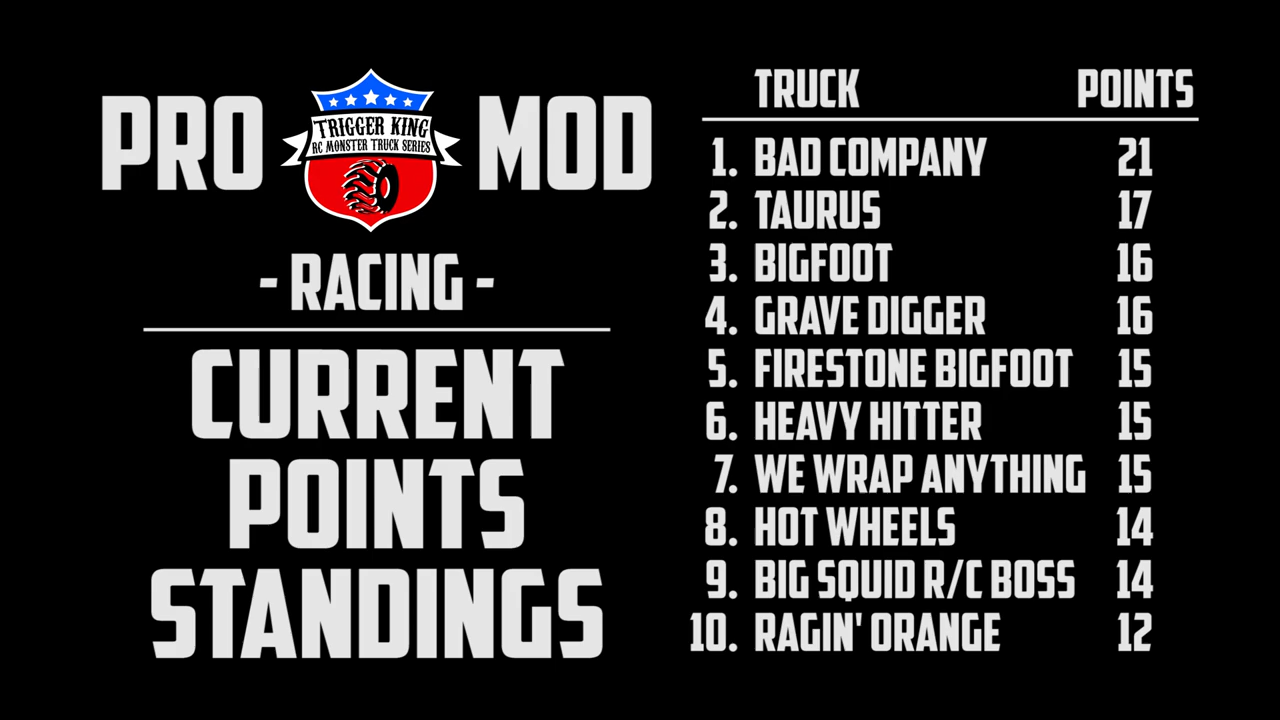 PRO MOD
TRIGGER KING
RC MONSTER TRUCK SERIES
- RACING -
CURRENT
POINTS
STANDINGS
TRUCK POINTS
1. BAD COMPANY 21
2. TAURUS 17
3. BIGFOOT 16
4. GRAVE DIGGER 16
5. FIRESTONE BIGFOOT 15
6. HEAVY HITTER 15
7. WE WRAP ANYTHING 15
8. HOT WHEELS 14
9. BIG SQUID R/C BOSS 14
10. RAGIN' ORANGE 12